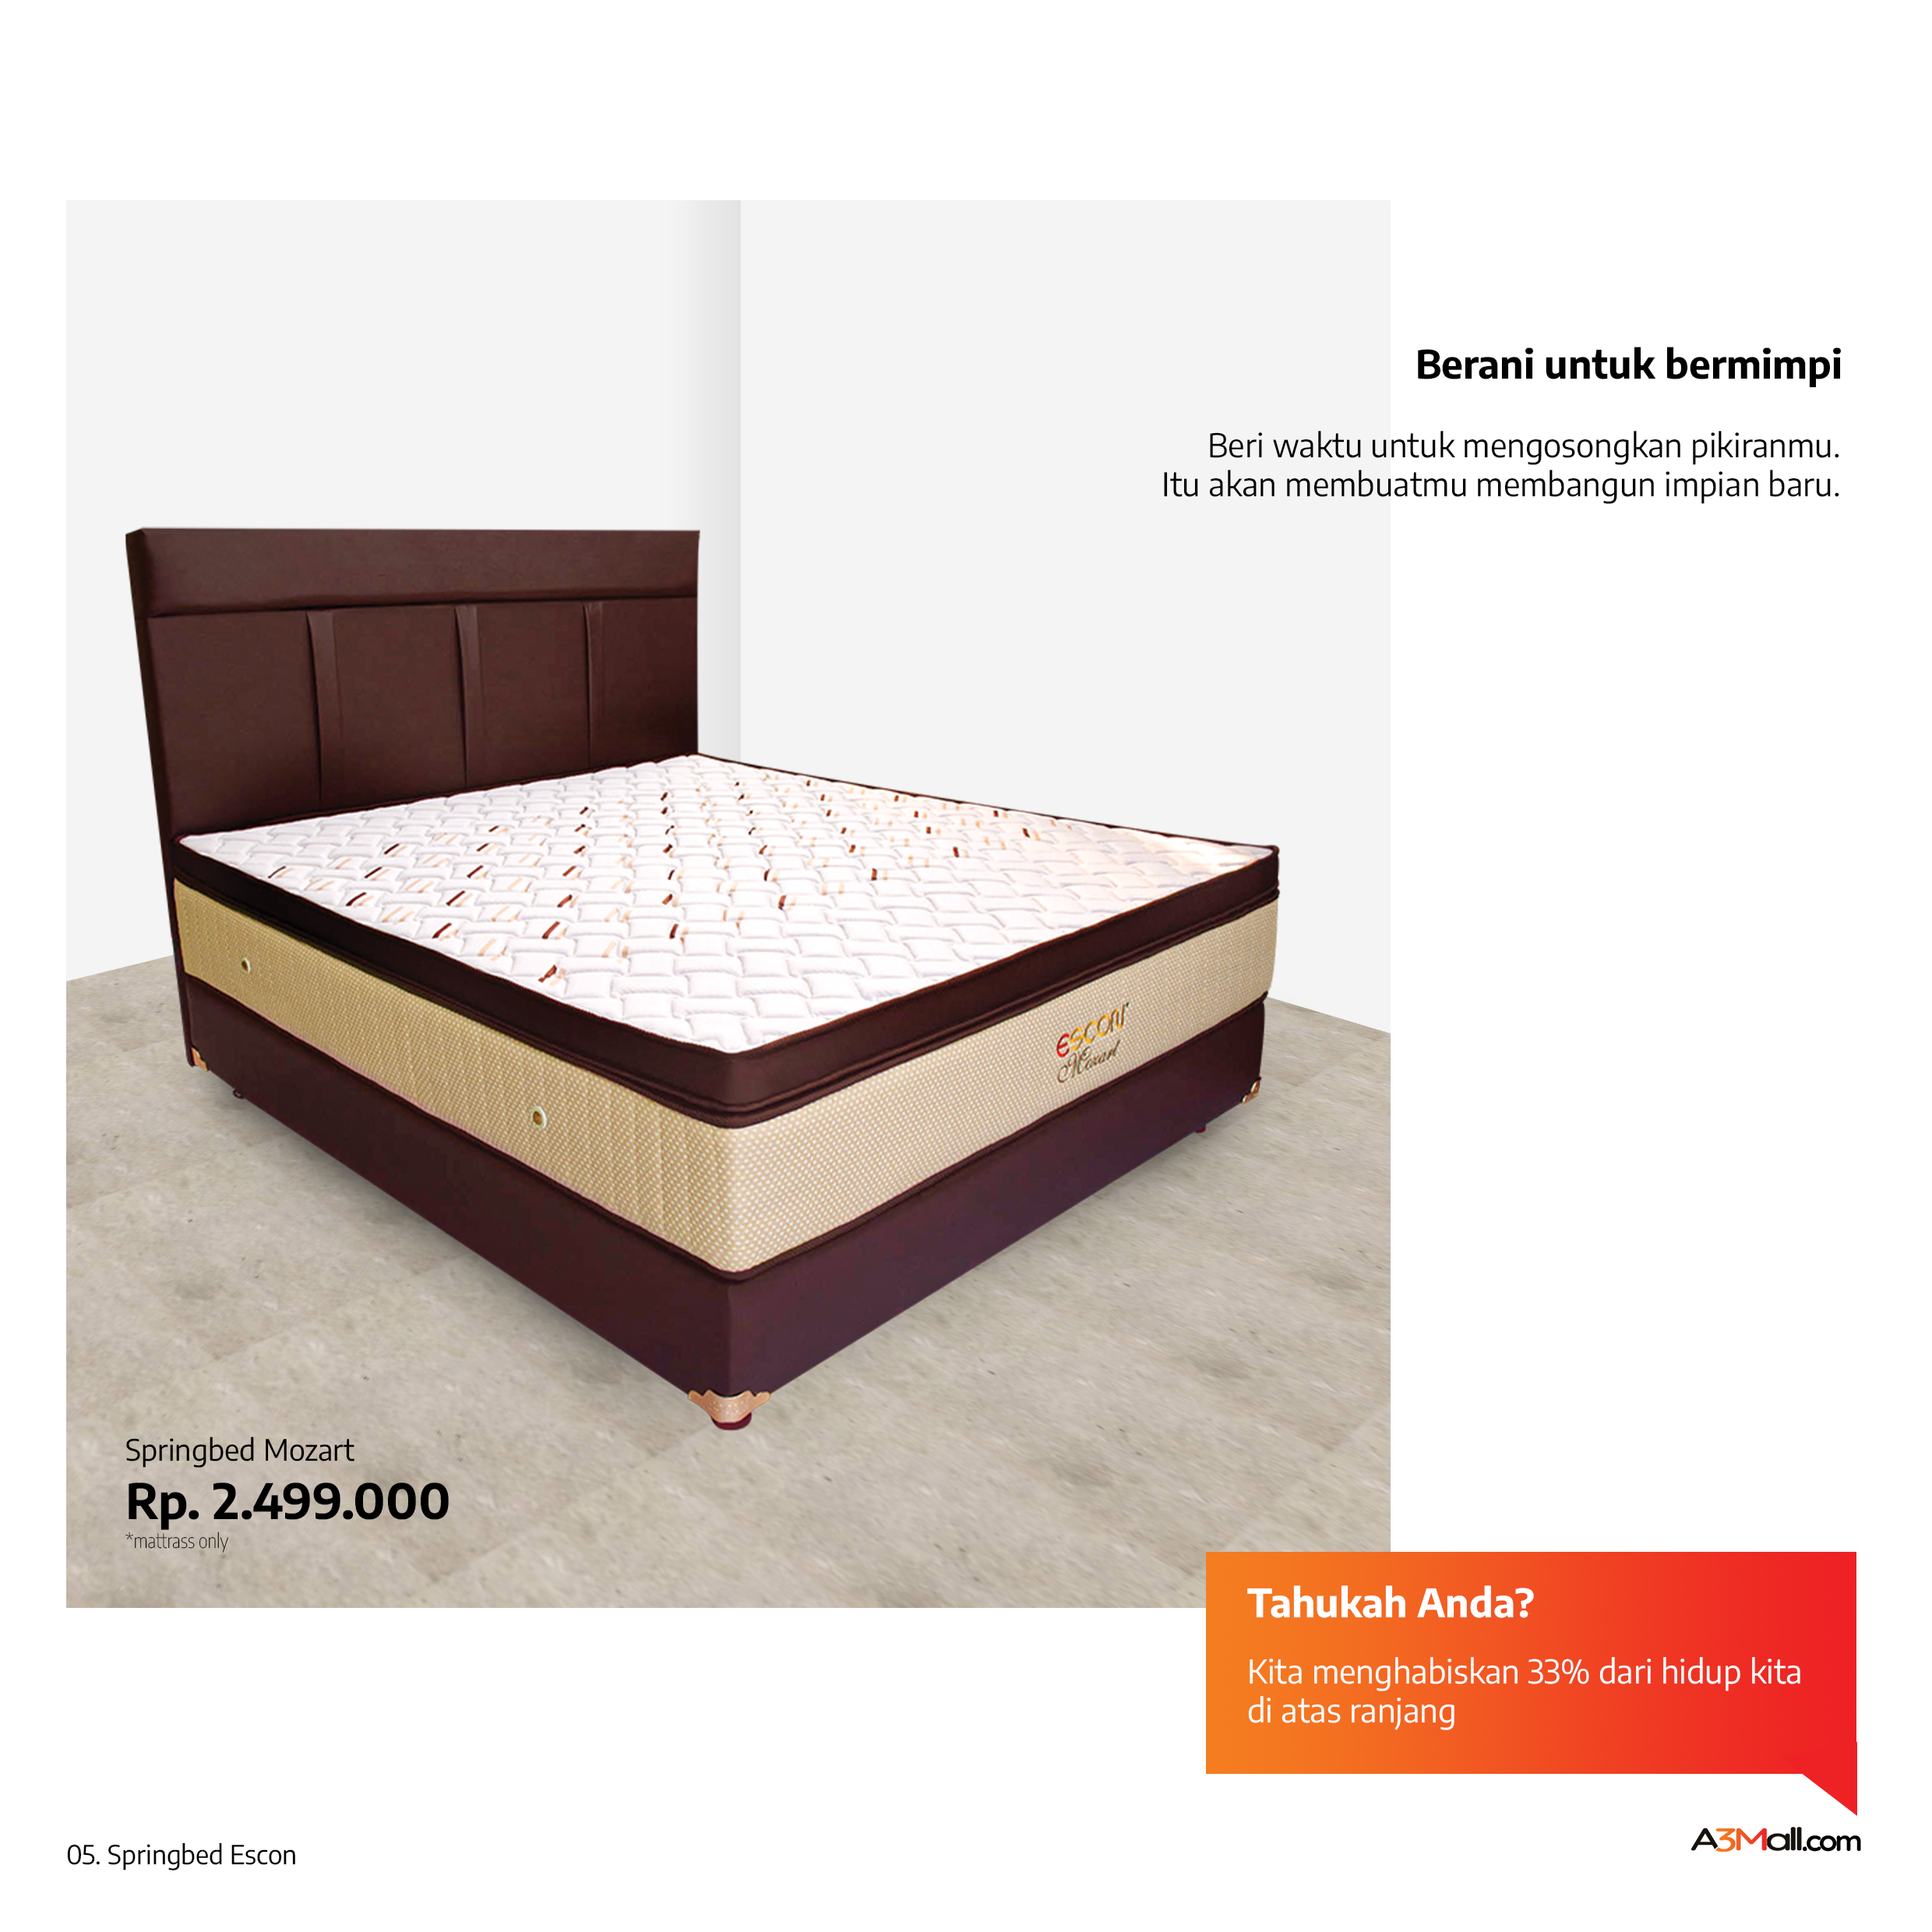 Berani untuk bermimpi
Beri waktu untuk mengosongkan pikiranmu.
Itu akan membuatmu membangun impian baru.
ESCON
Mozart
Springbed Mozart
Rp. 2.499.000
*mattrass only
Tahukah Anda?
Kita menghabiskan 33% dari hidup kita
di atas ranjang
05. Springbed Escon
A3Mall.com